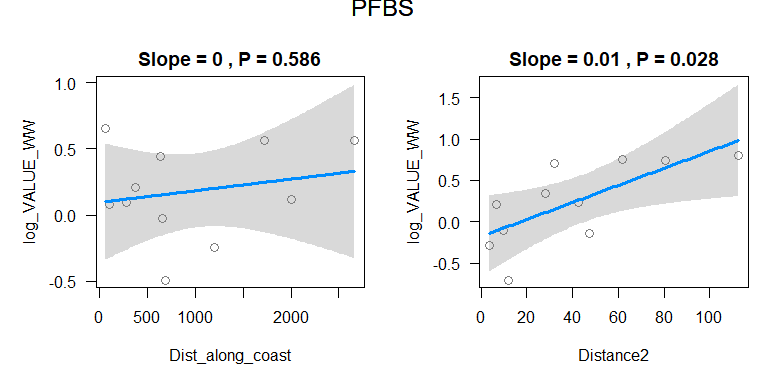 PFBS
Slope = 0 , P = 0.586
log_VALUE_WW
1.0
0.5
0.0
-0.5
0 500 1000 2000
Dist_along_coast
Slope = 0.01 , P = 0.028
log_VALUE_WW
1.5
1.0
0.5
0.0
-0.5
0 20 40 60 80 100
Distance2